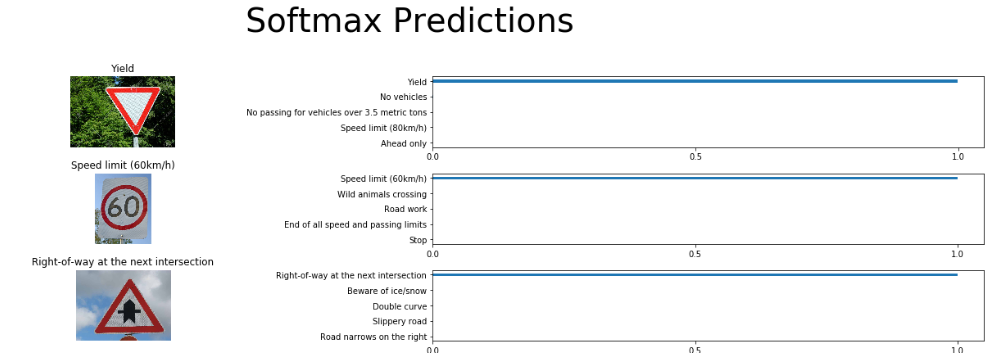 Softmax Predictions
Yield
Yield
No vehicles
No passing for vehicles over 3.5 metric tons
Speed limit (80km/h)
Ahead only
0.0 0.5 1.0
Speed limit (60km/h)
60
Speed limit (60km/h)
Wild animals crossing
Road work
End of all speed and passing limits
Stop
0.0 0.5 1.0
Right-of-way at the next intersection
Right-of-way at the next intersection
Beware of ice/snow
Double curve
Slippery road
Road narrows on the right
0.0 0.5 1.0